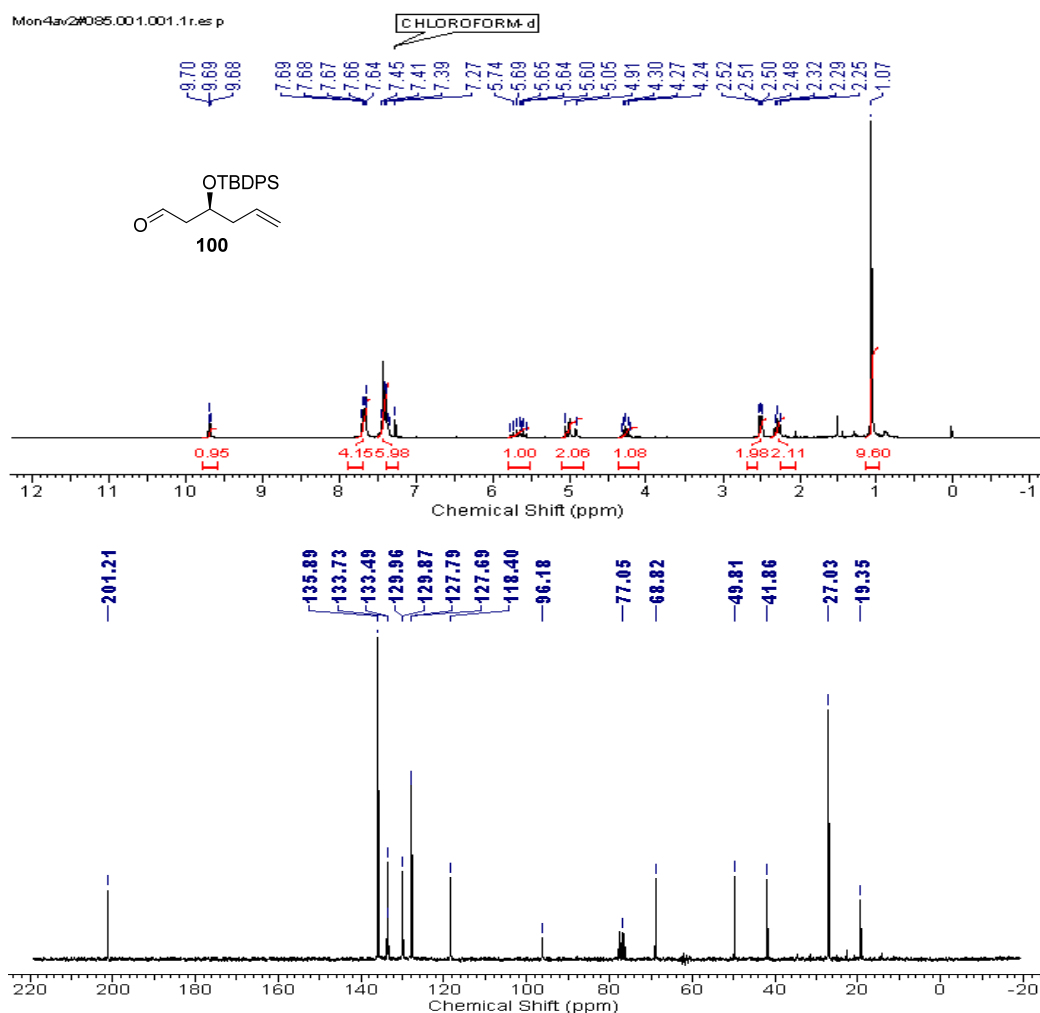 Mon4av2#085.001.001.1r.esp
CHLOROFORM-d
9.70 9.69 9.68 7.69 7.68 7.67 7.66 7.64 7.45 7.41 7.39 7.27 5.74 5.69 5.65 5.64 5.60 5.05 4.91 4.30 4.27 4.24 2.52 2.51 2.50 2.48 2.32 2.29 2.25 1.07
OTBDPS
O
100
0.95 4.15 5.98 1.00 2.06 1.08 1.98 2.11 9.60
12 11 10 9 8 7 6 5 4 3 2 1 0 -1
Chemical Shift (ppm)
201.21 135.89 133.73 133.49 129.96 129.87 127.79 127.69 118.40 96.18 77.05 68.82 49.81 41.86 27.03 19.35
220 200 180 160 140 120 100 80 60 40 20 0 -20
Chemical Shift (ppm)